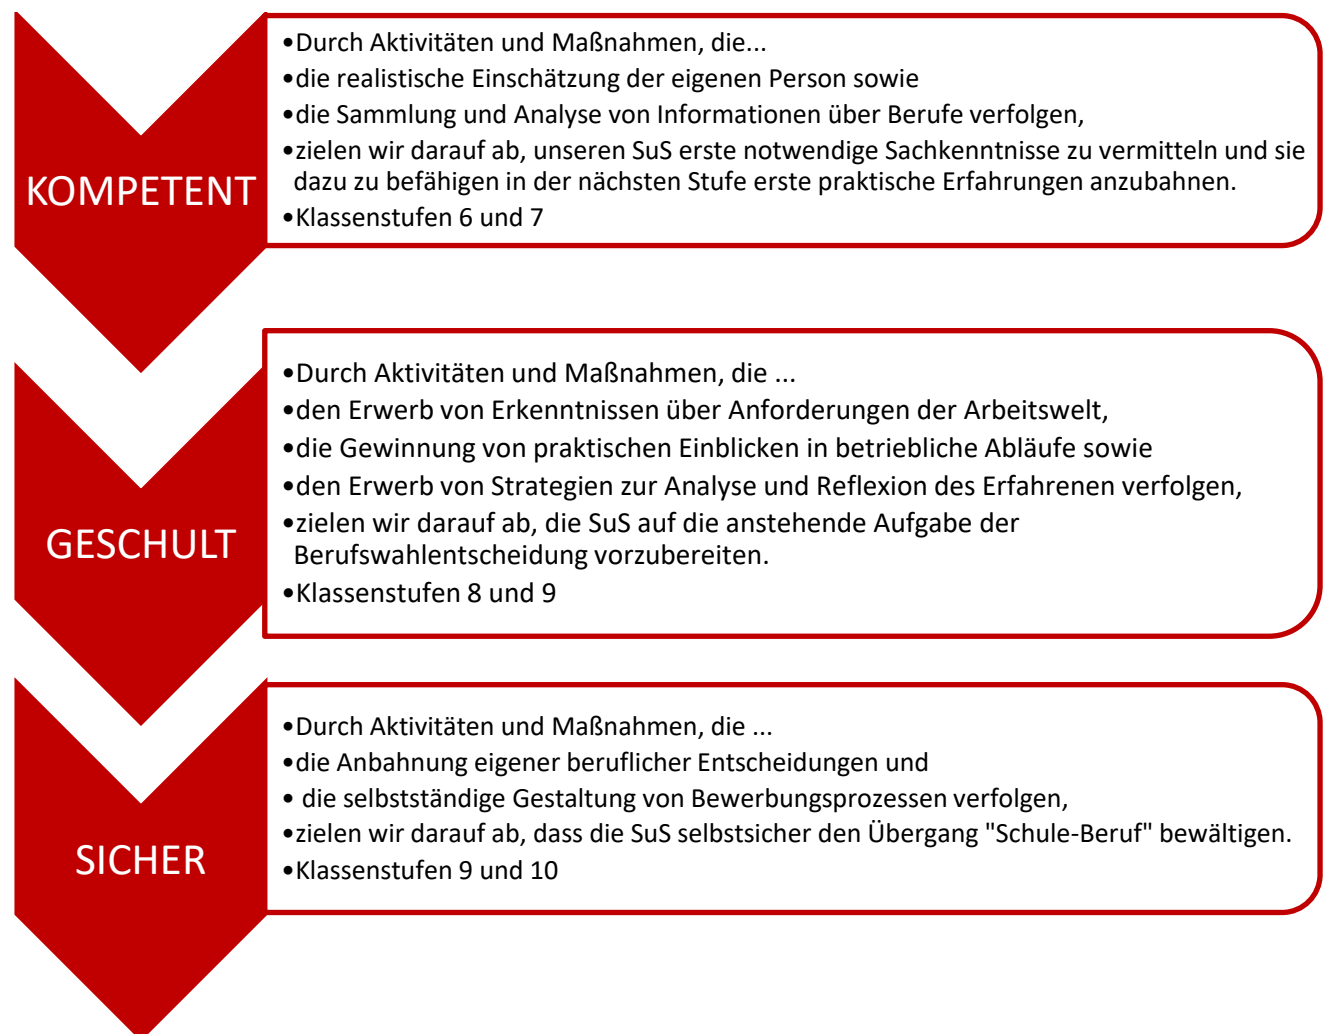 KOMPETENT
•Durch Aktivitäten und Maßnahmen, die...
•die realistische Einschätzung der eigenen Person sowie
•die Sammlung und Analyse von Informationen über Berufe verfolgen,
•zielen wir darauf ab, unseren SuS erste notwendige Sachkenntnisse zu vermitteln und sie
dazu zu befähigen in der nächsten Stufe erste praktische Erfahrungen anzubahnen.
•Klassenstufen 6 und 7
GESCHULT
•Durch Aktivitäten und Maßnahmen, die ...
•den Erwerb von Erkenntnissen über Anforderungen der Arbeitswelt,
•die Gewinnung von praktischen Einblicken in betriebliche Abläufe sowie
•den Erwerb von Strategien zur Analyse und Reflexion des Erfahrenen verfolgen,
•zielen wir darauf ab, die SuS auf die anstehende Aufgabe der
Berufswahlentscheidung vorzubereiten.
•Klassenstufen 8 und 9
SICHER
•Durch Aktivitäten und Maßnahmen, die ...
•die Anbahnung eigener beruflicher Entscheidungen und
• die selbstständige Gestaltung von Bewerbungsprozessen verfolgen,
•zielen wir darauf ab, dass die SuS selbstsicher den Übergang "Schule-Beruf" bewältigen.
•Klassenstufen 9 und 10